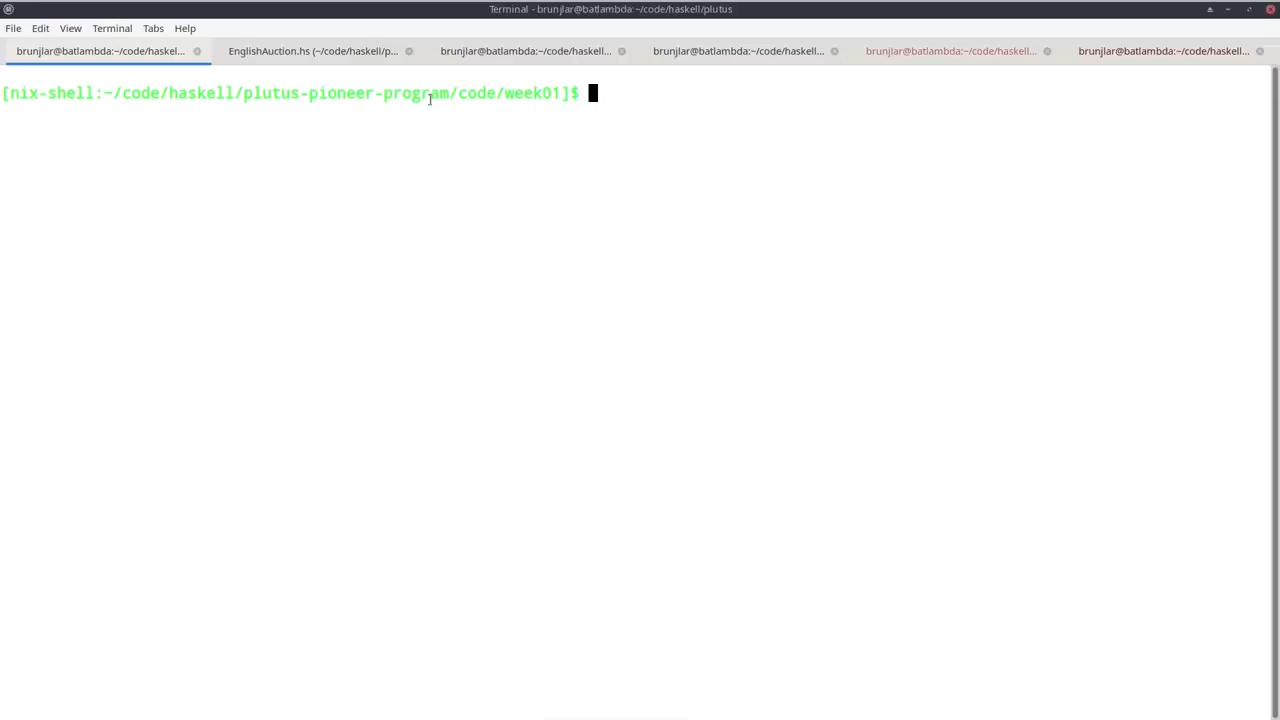 Terminal - brunjlar@batlambda:~/code/haskell/plutus
File Edit View Terminal Tabs Help
brunjlar@batlambda:~/code/haskel... EnglishAuction.hs (~/code/haskell/p... brunjlar@batlambda:~/code/haskell... brunjlar@batlambda:~/code/haskell... brunjlar@batlambda:~/code/haskell... brunjlar@batlambda:~/code/haskell...
[nix-shell:~/code/haskell/plutus-pioneer-program/code/week01]$